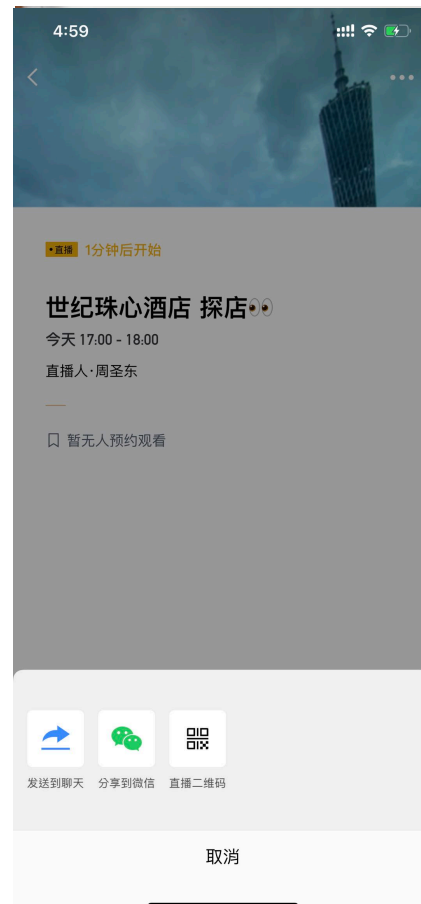 4:59
•直播 1分钟后开始
世纪珠心酒店 探店👀
今天 17:00 - 18:00
直播人·周圣东
暂无人预约观看
发送到聊天 分享到微信 直播二维码
取消